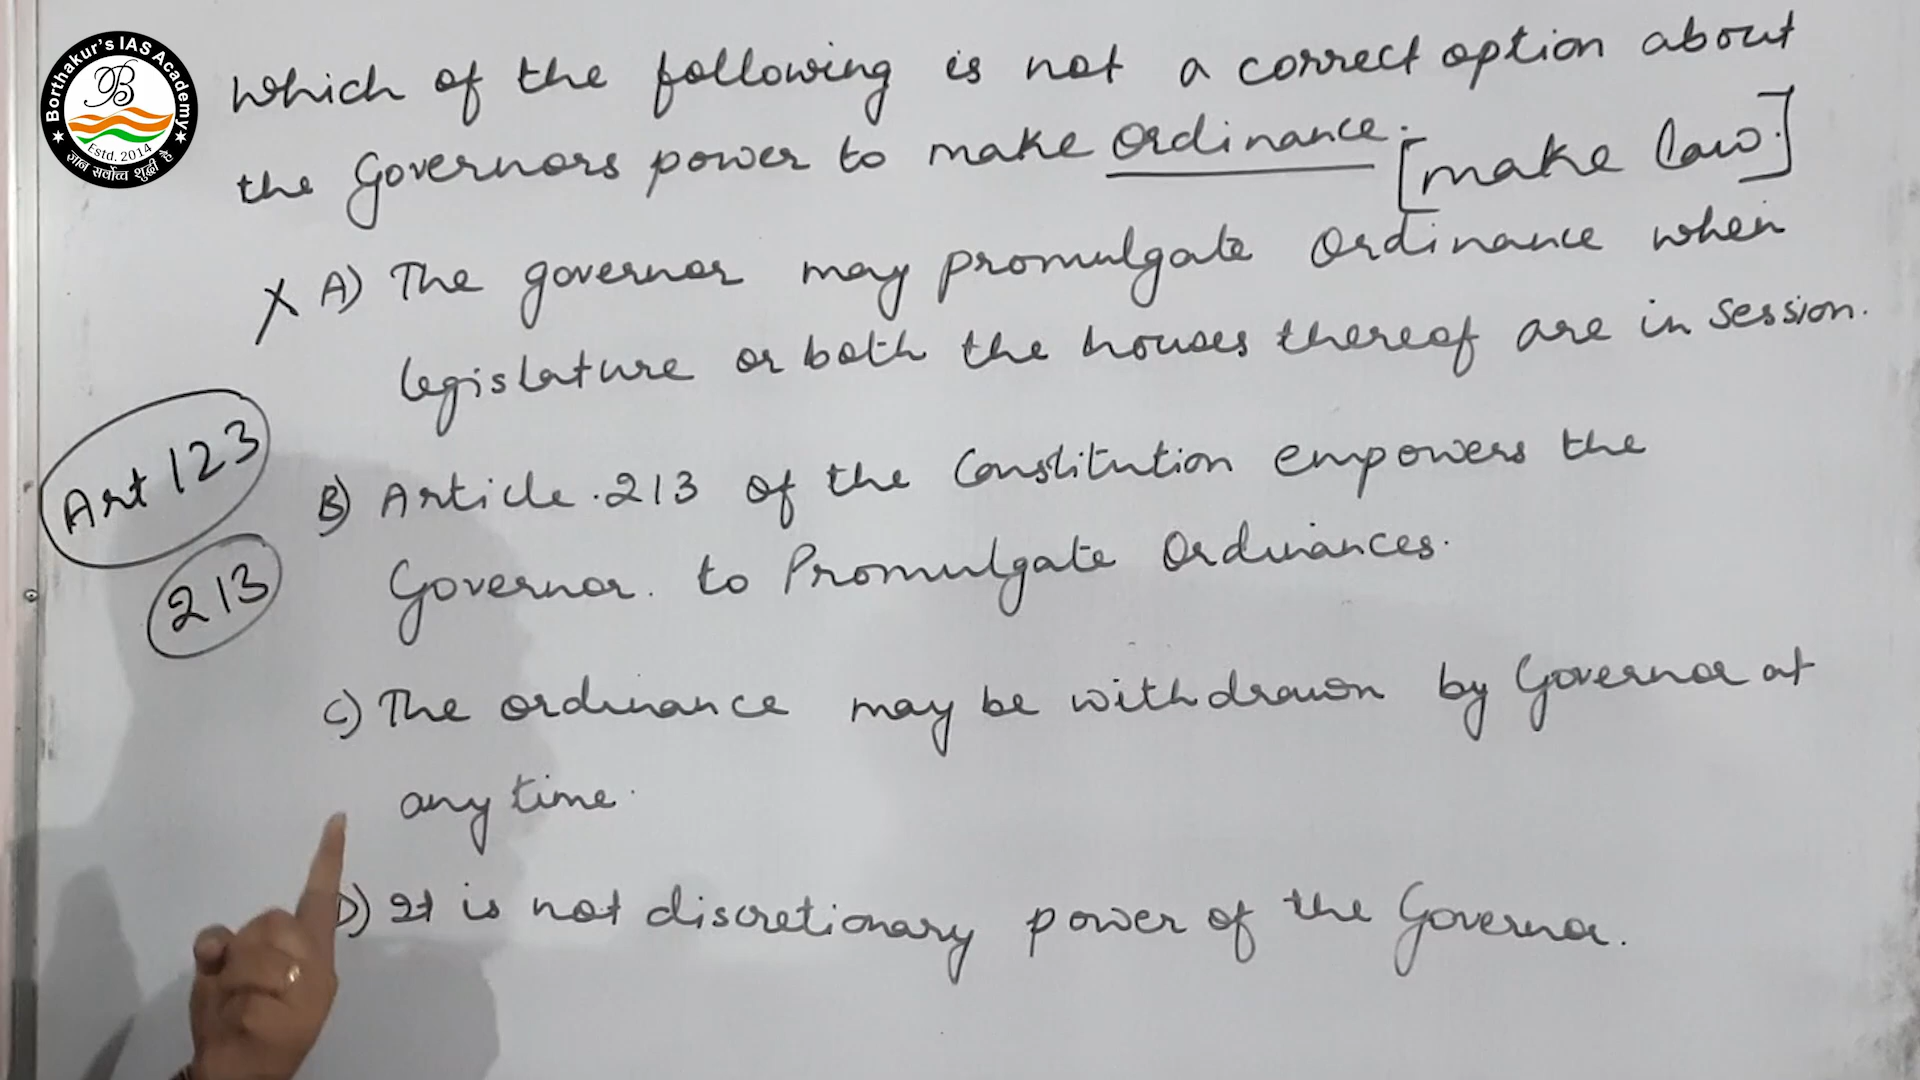 Borthakur's IAS Academy
B
Estd. 2014
ज्ञान सर्वोच्च शुद्धी है
Which of the following is not a correct option about
the Governors power to make Ordinance. [make law.]
X A) The governor may promulgate Ordinance when
legislature or both the houses thereof are in session.
Art 123
B) Article.213 of the Constitution empowers the
Governor. to Promulgate Ordinances.
213
C) The ordinance may be withdrawn by Governor at
any time.
D) It is not discretionary power of the Governor.